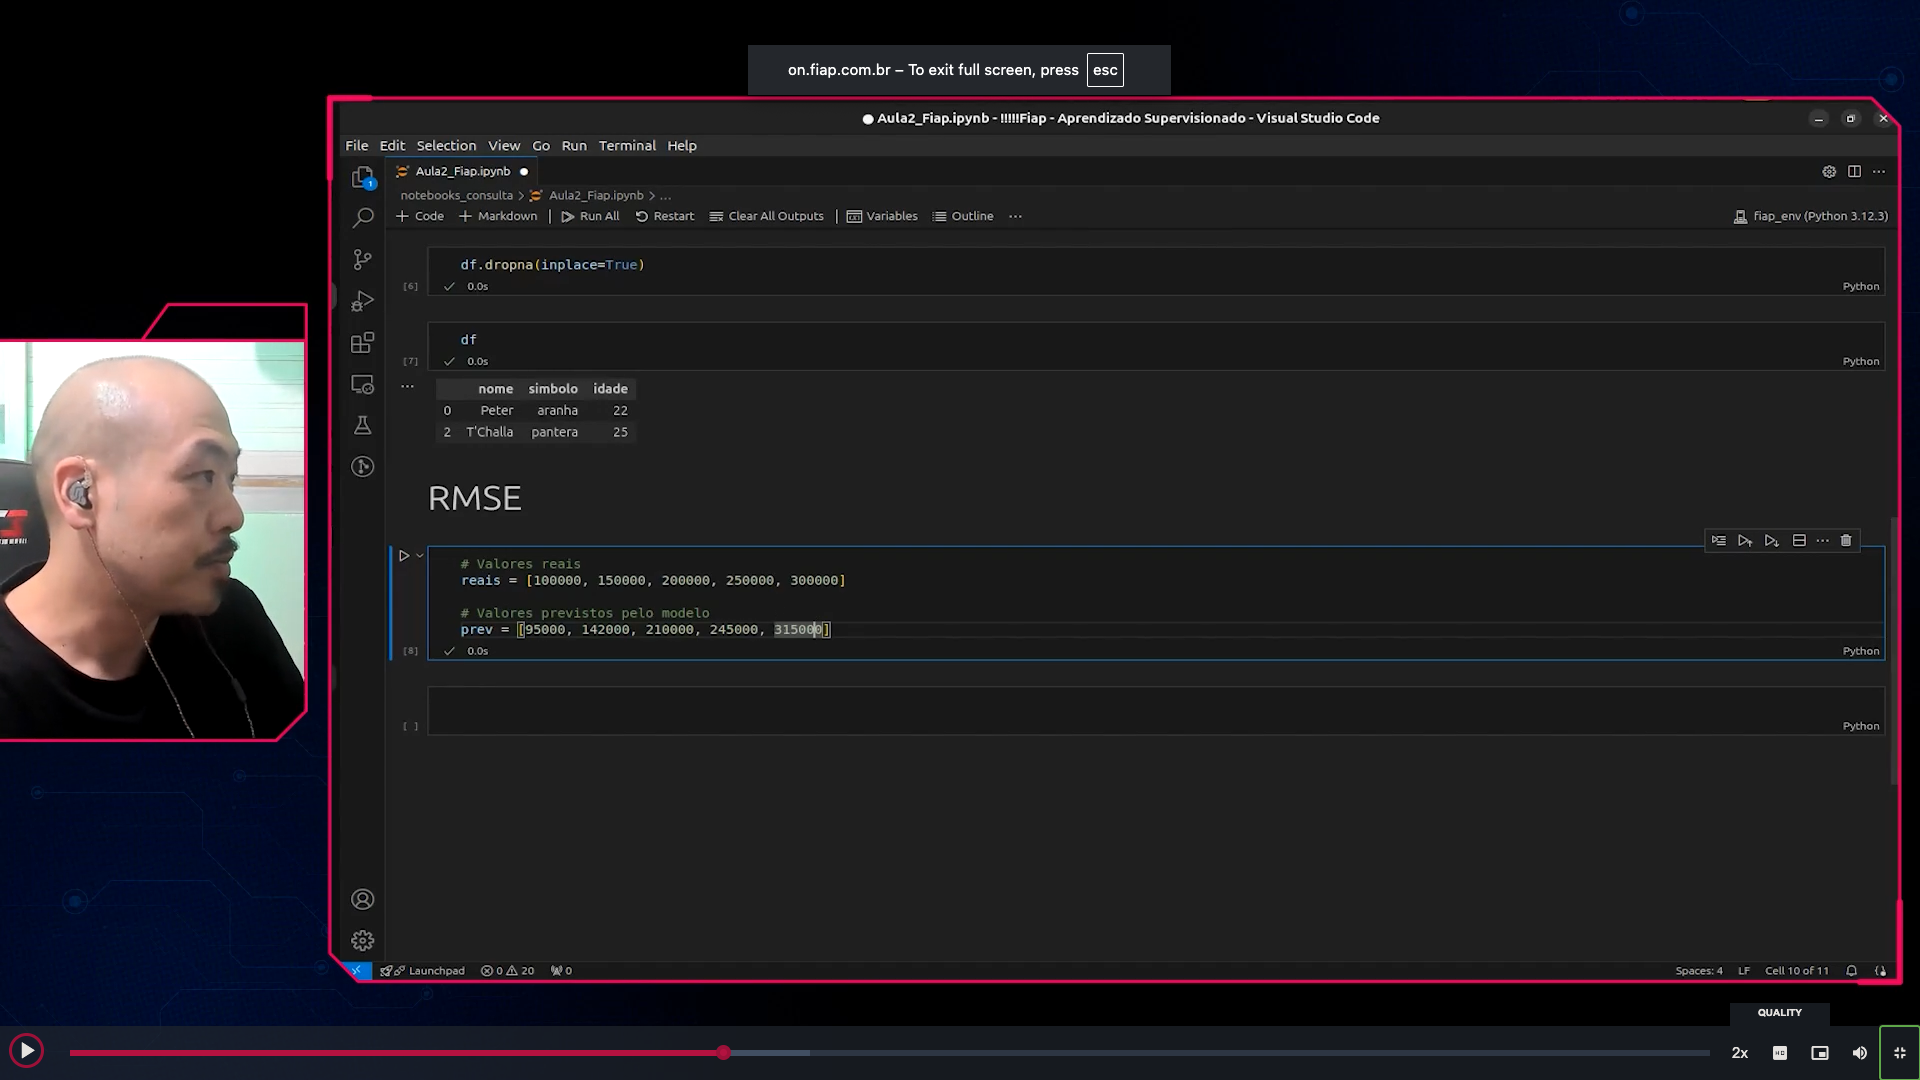 on.fiap.com.br – To exit full screen, press esc
Aula2_Fiap.ipynb - !!!!!Fiap - Aprendizado Supervisionado - Visual Studio Code
File Edit Selection View Go Run Terminal Help
1
Aula2_Fiap.ipynb
notebooks_consulta > Aula2_Fiap.ipynb > ...
+ Code + Markdown Run All Restart Clear All Outputs Variables Outline ...
fiap_env (Python 3.12.3)
df.dropna(inplace=True)
[6] 0.0s Python
df
[7] 0.0s Python
nome simbolo idade
0 Peter aranha 22
2 T'Challa pantera 25
RMSE
# Valores reais
reais = [100000, 150000, 200000, 250000, 300000]
# Valores previstos pelo modelo
prev = [95000, 142000, 210000, 245000, 315000]
[8] 0.0s Python
[ ] Python
Launchpad 0 20 0
Spaces: 4 LF Cell 10 of 11
QUALITY
2x HD